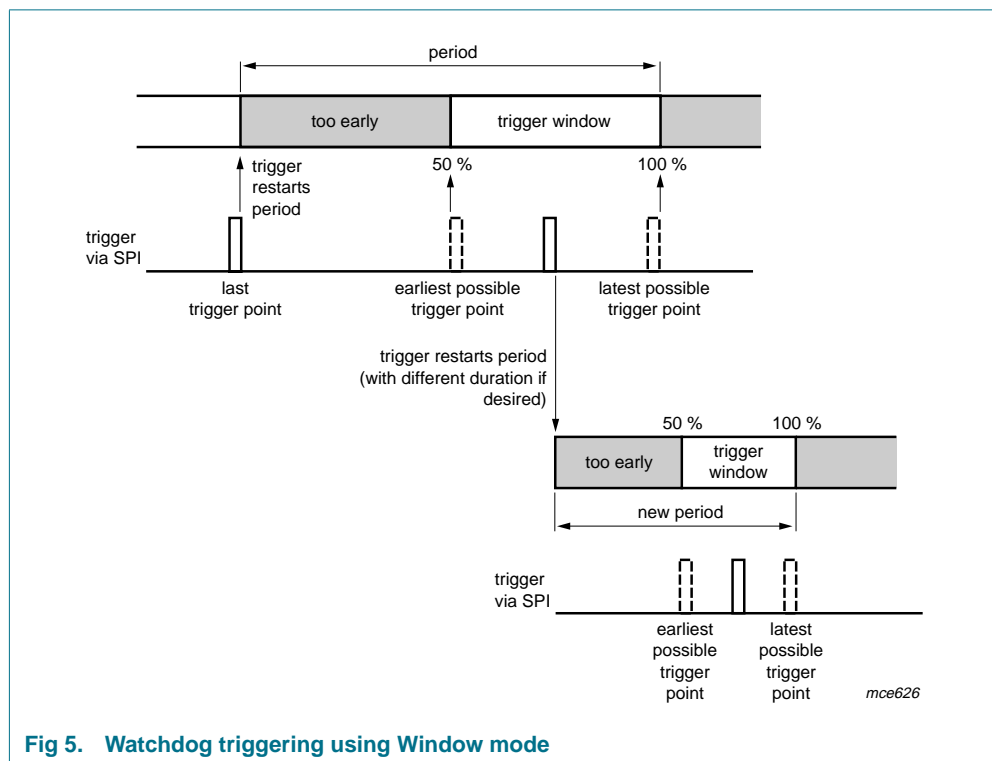 period
too early
trigger window
trigger
restarts
period
50 %
100 %
trigger
via SPI
last
trigger point
earliest possible
trigger point
latest possible
trigger point
trigger restarts period
(with different duration if
desired)
50 %
100 %
too early
trigger
window
new period
trigger
via SPI
earliest
possible
trigger
point
latest
possible
trigger
point
mce626
Fig 5. Watchdog triggering using Window mode